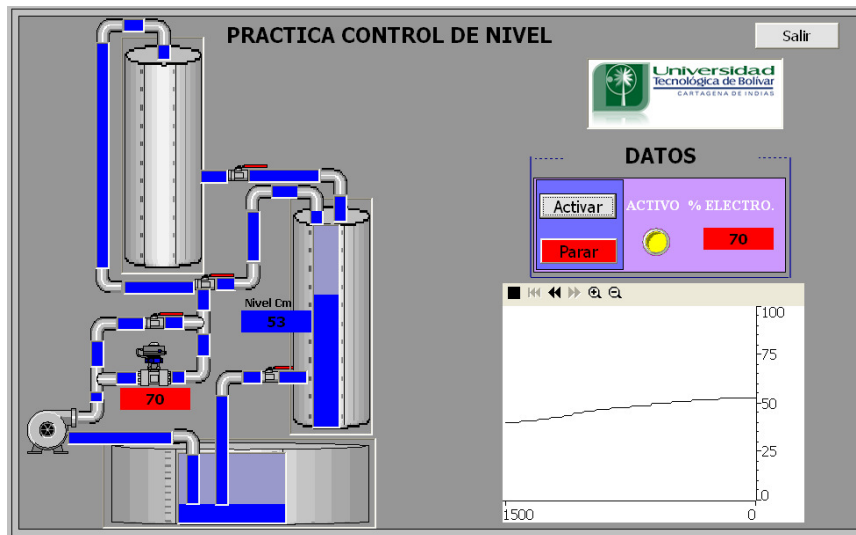 PRACTICA CONTROL DE NIVEL
Salir
Universidad
Tecnológica de Bolívar
CARTAGENA DE INDIAS
DATOS
Activar
ACTIVO % ELECTRO.
70
Parar
Nivel Cm
53
70
100
75
50
25
0
1500 0